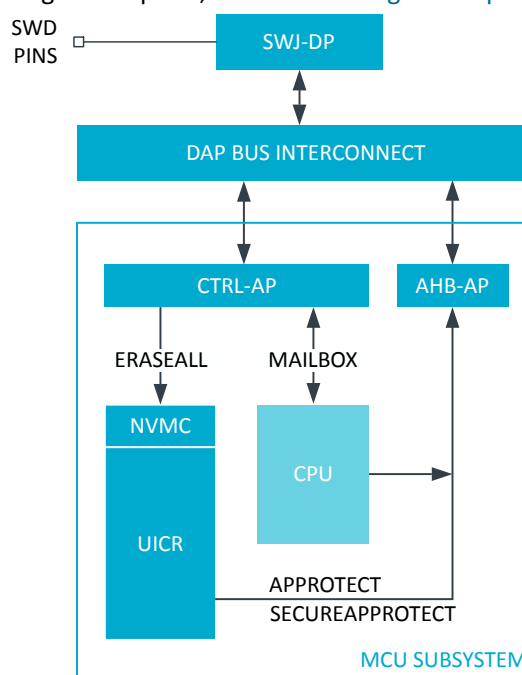 SWD
PINS
SWJ-DP
DAP BUS INTERCONNECT
CTRL-AP
AHB-AP
ERASEALL
MAILBOX
NVMC
CPU
UICR
APPROTECT
SECUREAPPROTECT
MCU SUBSYSTEM